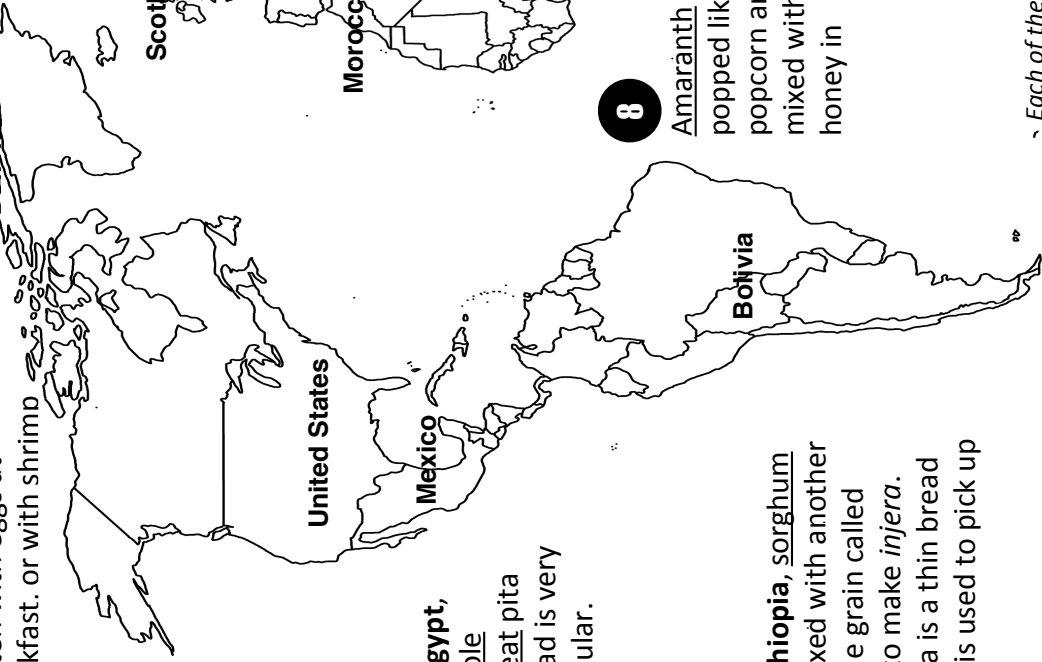 kfast. or with shrimp
United States
Mexico
gypt,
ole
eat pita
ad is very
ular.
Bolivia
hiopia, sorghum
xed with another
e grain called
o make injera.
a is a thin bread
is used to pick up
Scot
Morocc
8
Amaranth
popped lik
popcorn a
mixed with
honey in
Each of the